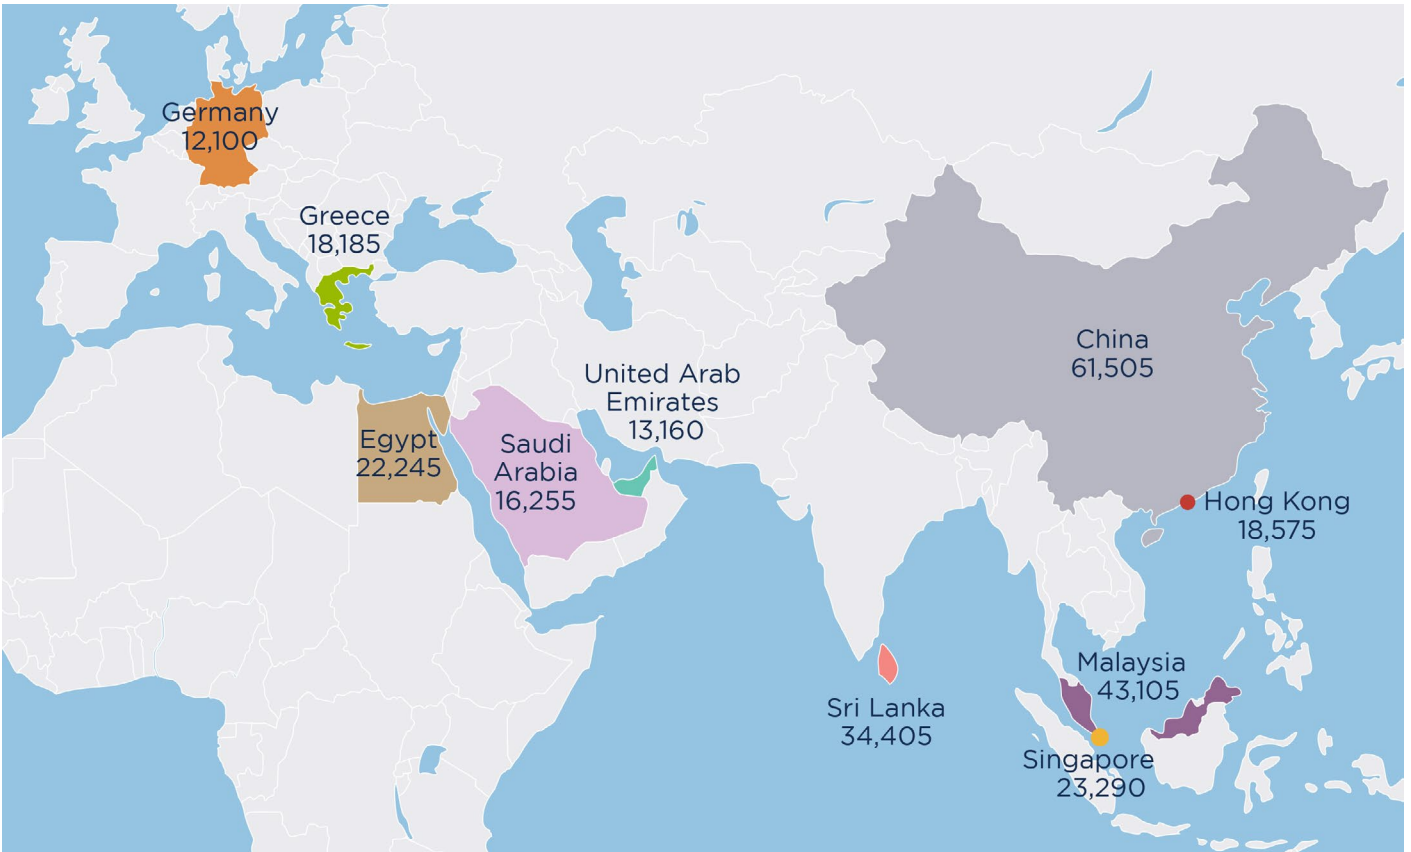 Germany
12,100
Greece
18,185
United Arab
Emirates
13,160
China
61,505
Egypt
22,245
Saudi
Arabia
16,255
Hong Kong
18,575
Malaysia
43,105
Sri Lanka
34,405
Singapore
23,290